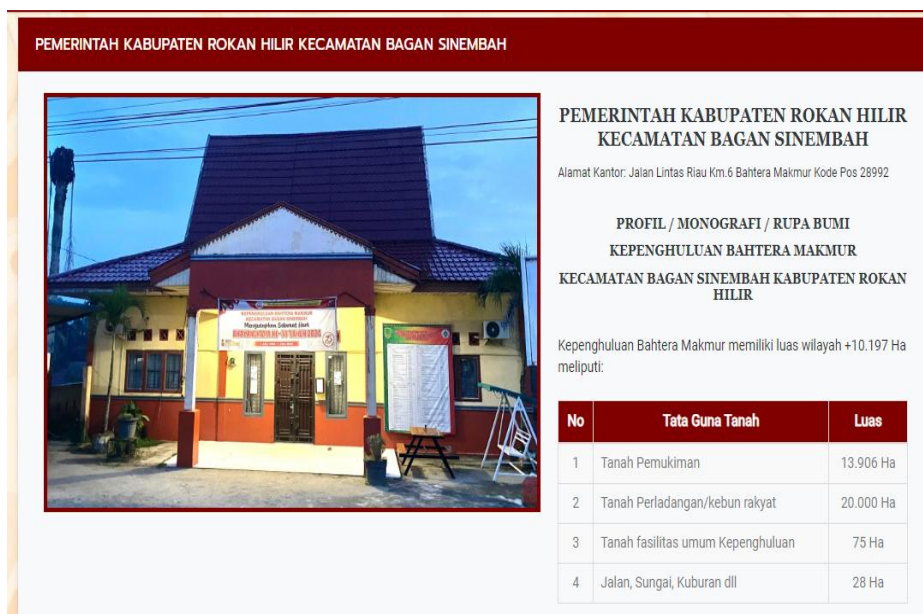 PEMERINTAH KABUPATEN ROKAN HILIR KECAMATAN BAGAN SINEMBAH
KEPENGHULUAN BAHTERA MAKMUR
KECAMATAN BAGAN SINEMBAH
Mengucapkan Selamat Hari
PEMERINTAH KABUPATEN ROKAN HILIR
KECAMATAN BAGAN SINEMBAH
Alamat Kantor: Jalan Lintas Riau Km.6 Bahtera Makmur Kode Pos 28992
PROFIL / MONOGRAFI / RUPA BUMI
KEPENGHULUAN BAHTERA MAKMUR
KECAMATAN BAGAN SINEMBAH KABUPATEN ROKAN
HILIR
Kepenghuluan Bahtera Makmur memiliki luas wilayah +10.197 Ha
meliputi:
No Tata Guna Tanah Luas
1 Tanah Pemukiman 13.906 Ha
2 Tanah Perladangan/kebun rakyat 20.000 Ha
3 Tanah fasilitas umum Kepenghuluan 75 Ha
4 Jalan, Sungai, Kuburan dll 28 Ha